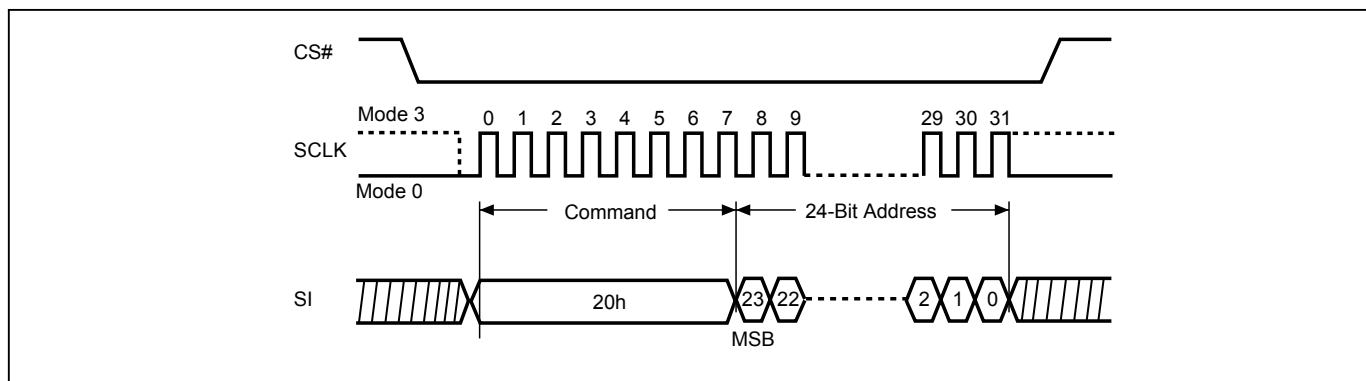 CS#
Mode 3
0 1 2 3 4 5 6 7 8 9 29 30 31
SCLK
Mode 0
Command 24-Bit Address
SI 20h 23 22 2 1 0
MSB